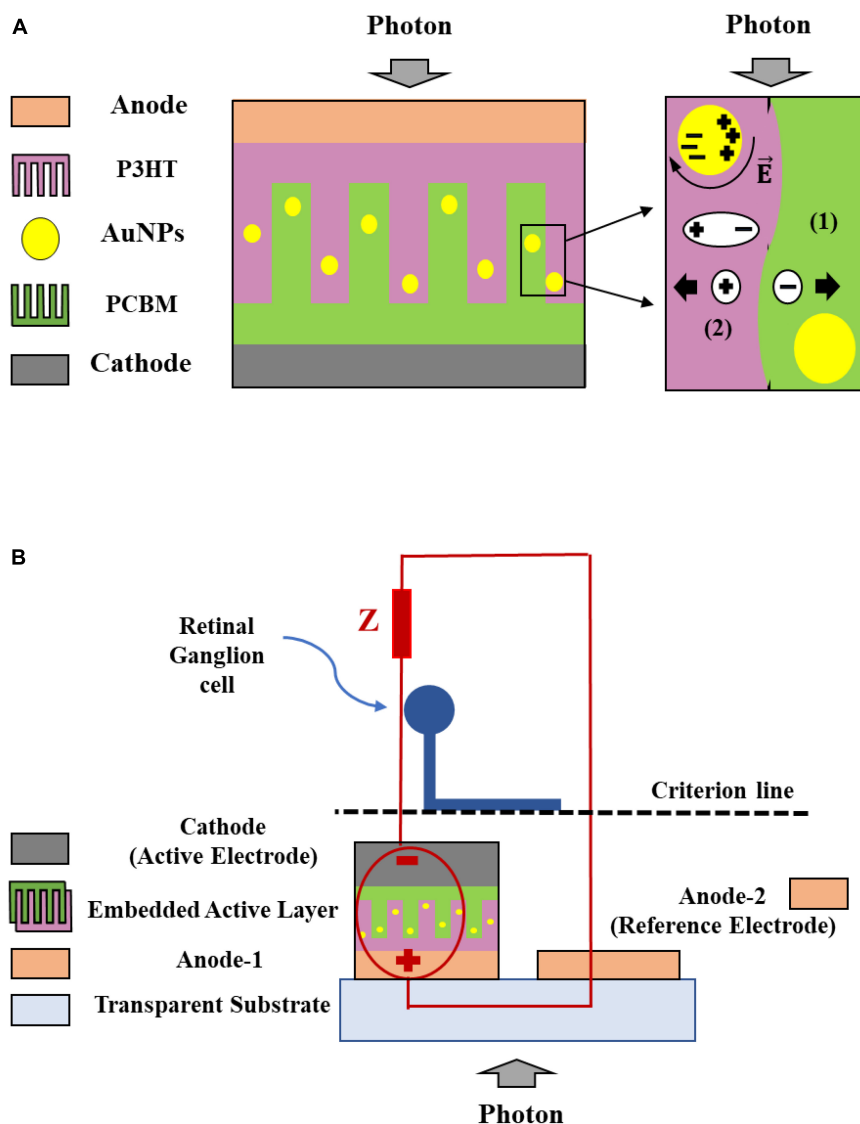 A
Photon
Photon
Anode
P3HT
AuNPs
PCBM
Cathode
E
(1)
(2)
B
Z
Retinal
Ganglion
cell
Criterion line
Cathode
(Active Electrode)
Embedded Active Layer
Anode-1
Transparent Substrate
Anode-2
(Reference Electrode)
Photon